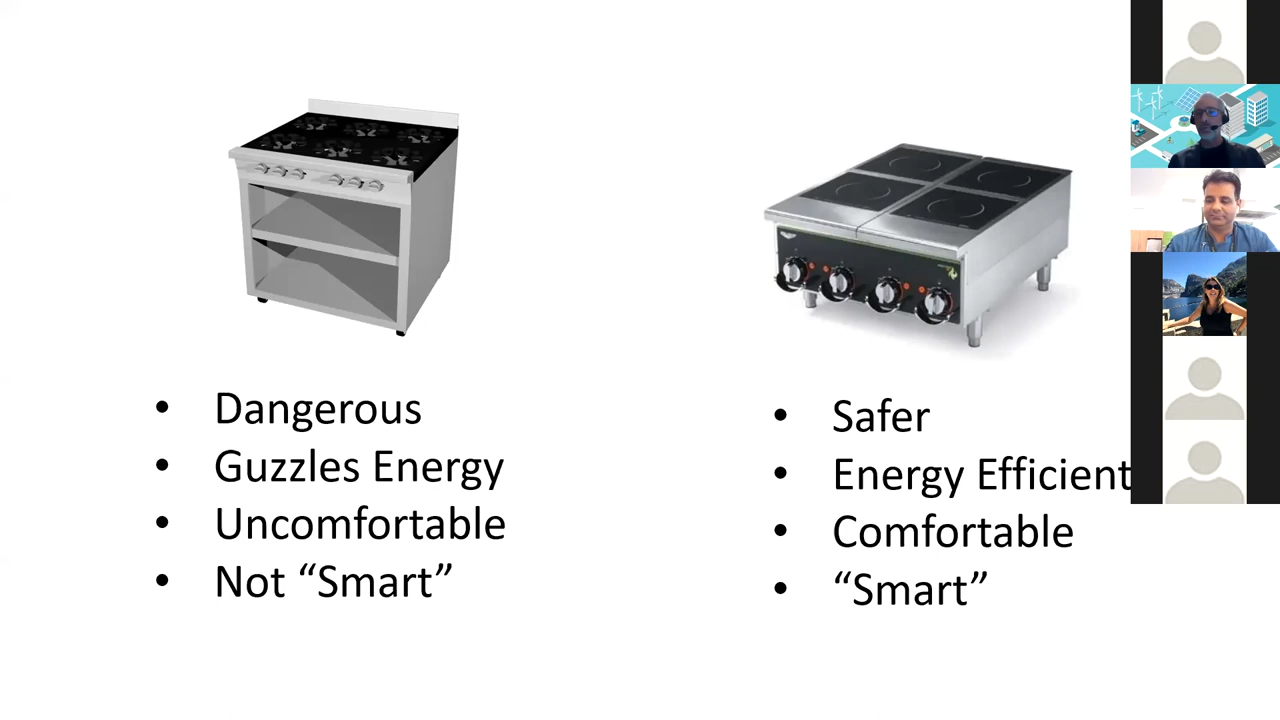 Dangerous
Guzzles Energy
Uncomfortable
Not “Smart”
Safer
Energy Efficient
Comfortable
“Smart”